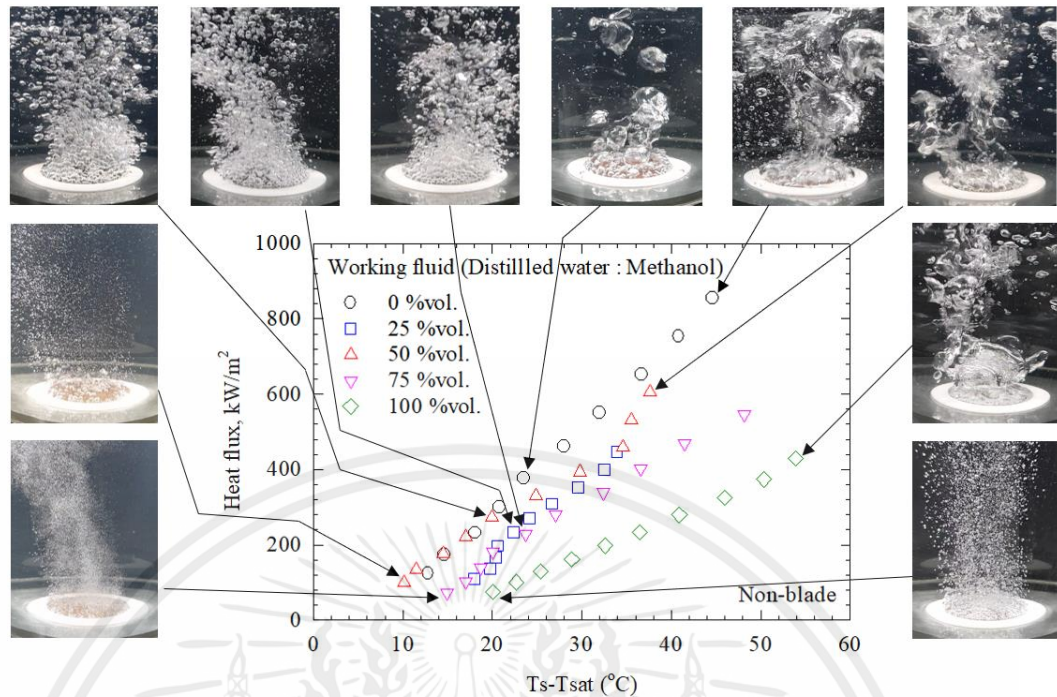 1000
Working fluid (Distillled water : Methanol)
0 %vol.
25 %vol.
50 %vol.
75 %vol.
100 %vol.
800
600
400
200
0
Heat flux, kW/m²
Non-blade
0 10 20 30 40 50 60
Ts-Tsat (°C)